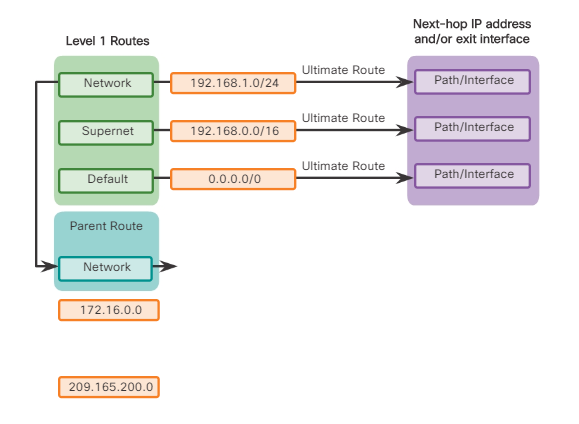 Next-hop IP address
and/or exit interface
Level 1 Routes
Network
192.168.1.0/24
Ultimate Route
Path/Interface
Supernet
192.168.0.0/16
Ultimate Route
Path/Interface
Default
0.0.0.0/0
Ultimate Route
Path/Interface
Parent Route
Network
172.16.0.0
209.165.200.0